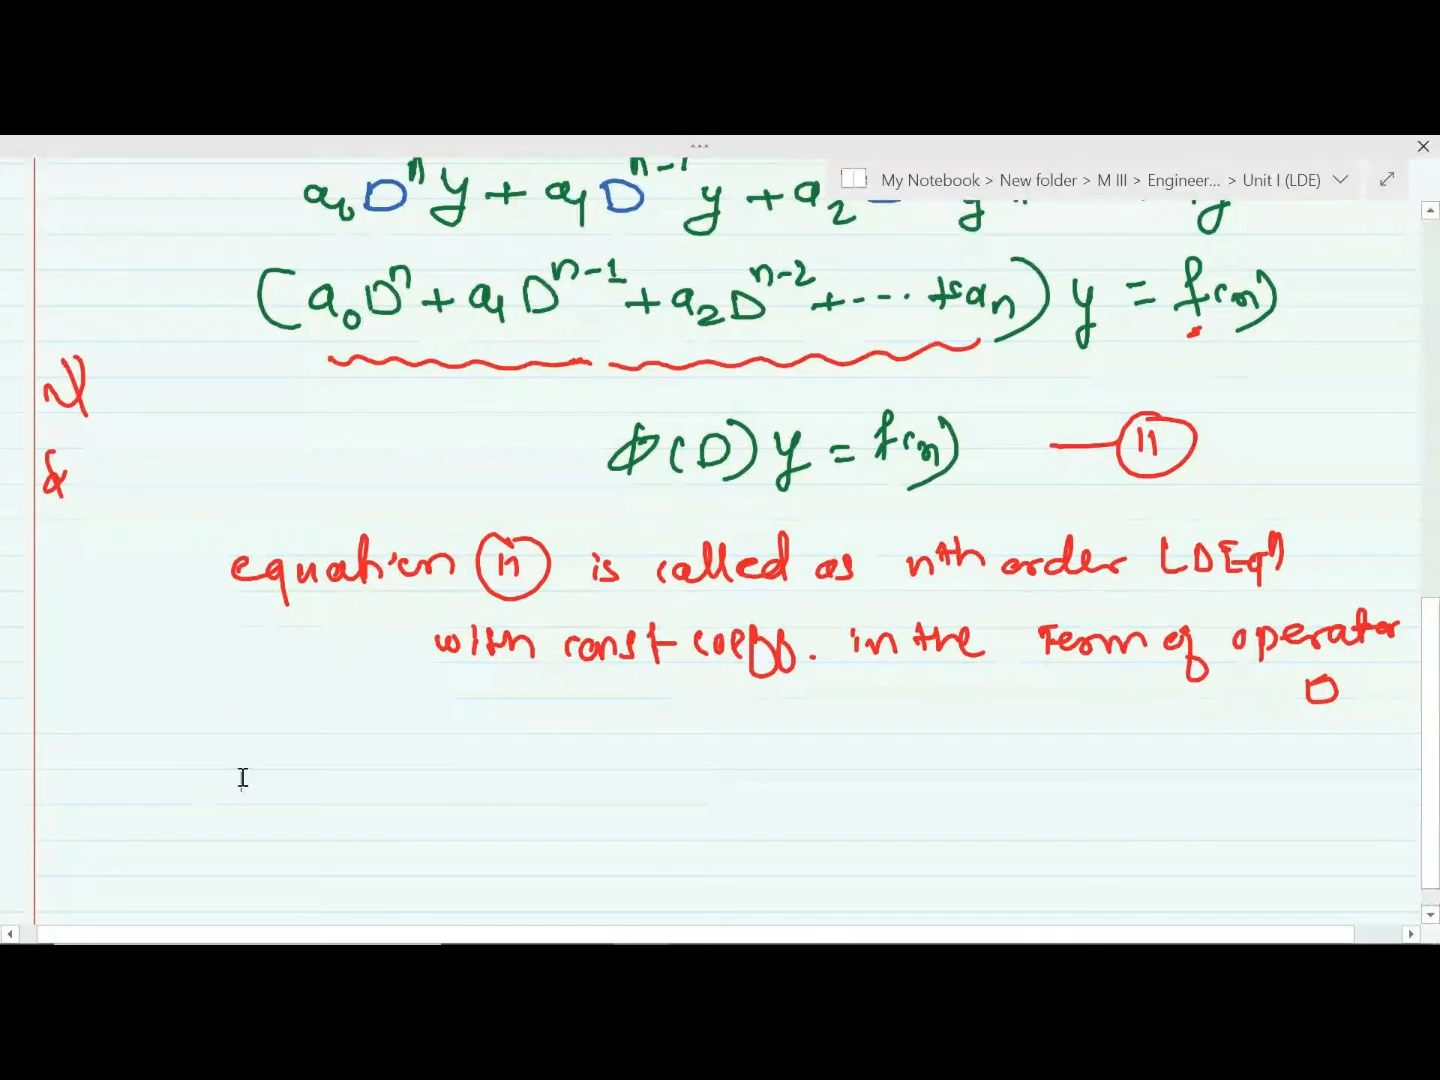 a₀Dⁿy + a₁Dⁿ⁻¹y + a₂ y
My Notebook > New folder > M III > Engineer... > Unit I (LDE)
(a₀Dⁿ + a₁Dⁿ⁻¹ + a₂Dⁿ⁻² + - - ... + aₙ) y = f(x)
φ(D) y = f(x) — 11
equation 11 is called as nth order LDEqⁿ
with const coeff. in the term of operator
D